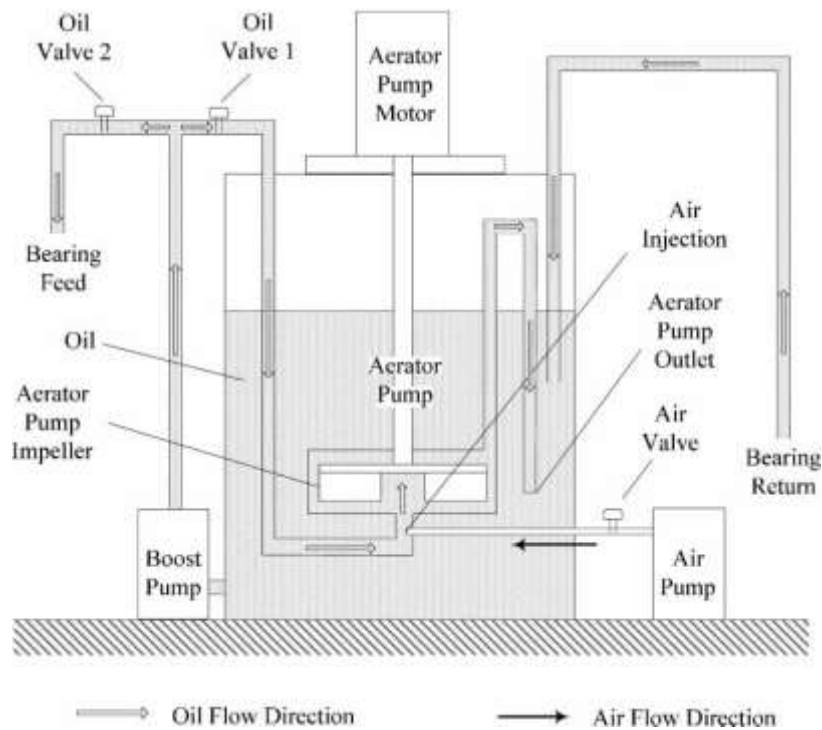 Oil
Valve 2
Oil
Valve 1
Aerator
Pump
Motor
Air
Injection
Bearing
Feed
Oil
Aerator
Pump
Aerator
Pump
Outlet
Aerator
Pump
Impeller
Air
Valve
Bearing
Return
Boost
Pump
Air
Pump
Oil Flow Direction
Air Flow Direction